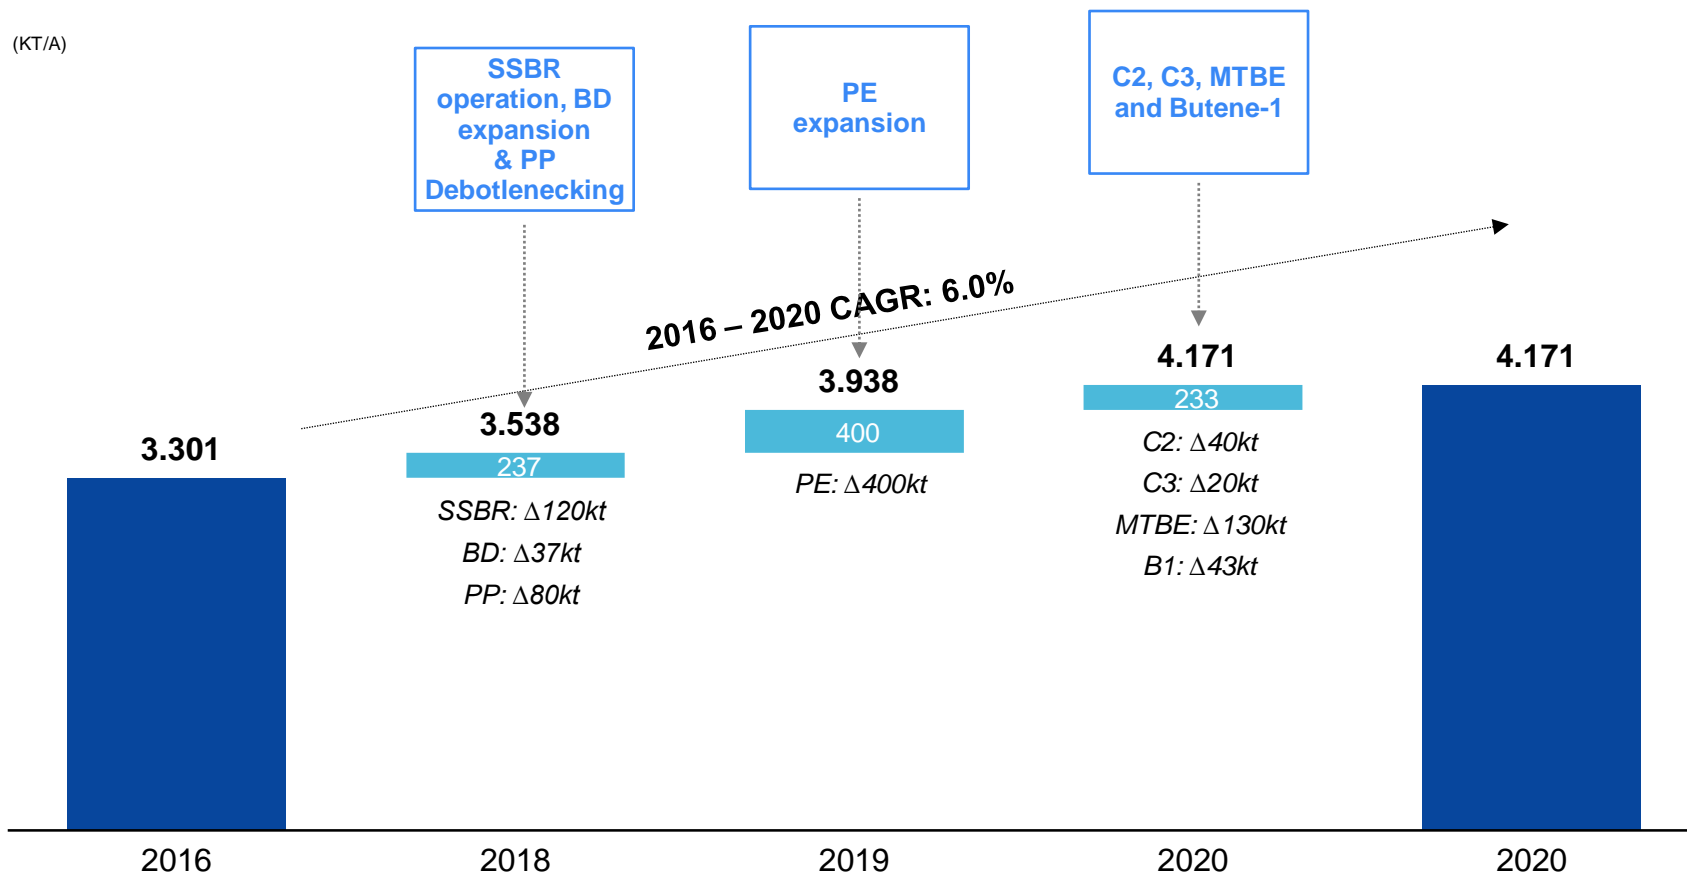 (KT/A)
SSBR
operation, BD
expansion
& PP
Debotlenecking
PE
expansion
C2, C3, MTBE
and Butene-1
2016 – 2020 CAGR: 6.0%
3.301
3.538
237
SSBR: Δ120kt
BD: Δ37kt
PP: Δ80kt
3.938
400
PE: Δ400kt
4.171
233
C2: Δ40kt
C3: Δ20kt
MTBE: Δ130kt
B1: Δ43kt
4.171
2016
2018
2019
2020
2020